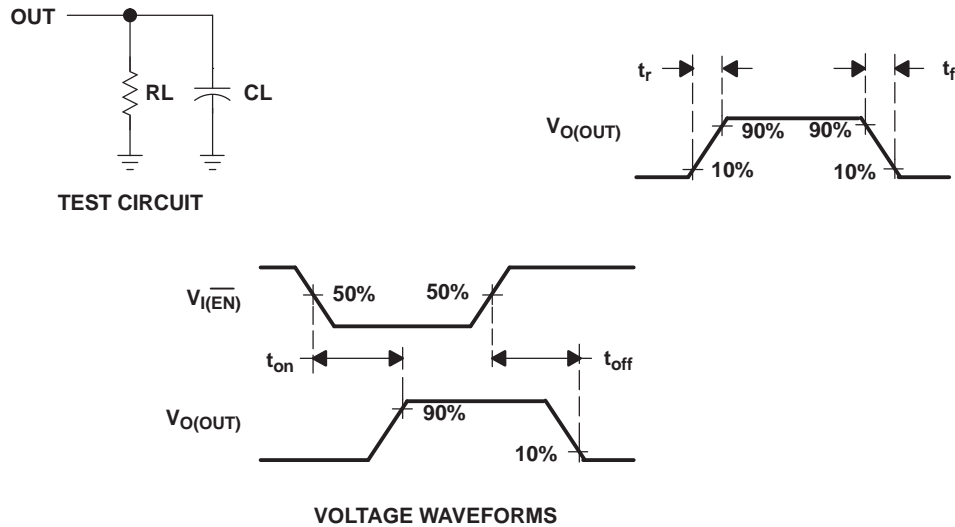 OUT
RL CL
TEST CIRCUIT
tr tf
VO(OUT)
90% 90%
10% 10%
VI(E̅N̅)
50% 50%
ton toff
VO(OUT)
90%
10%
VOLTAGE WAVEFORMS